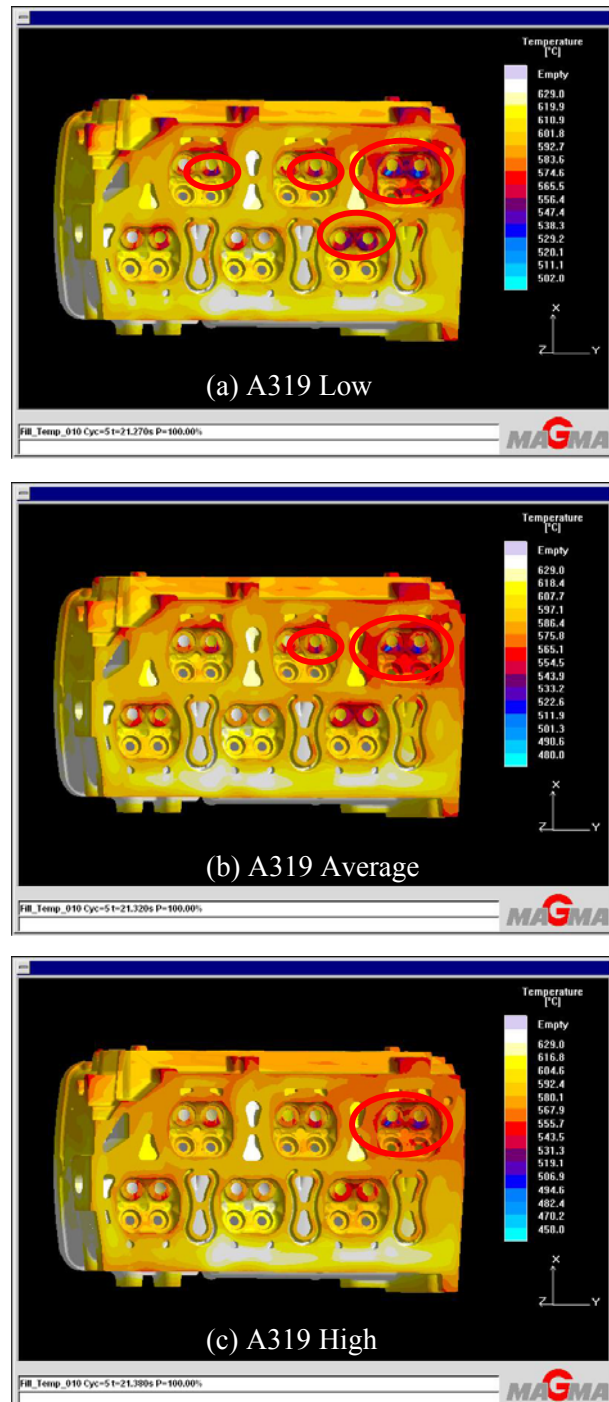 Temperature
[°C]
Empty
629.0
619.9
610.9
601.8
592.7
583.6
574.6
565.5
556.4
547.4
538.3
529.2
520.1
511.1
502.0
X
Z
Y
(a) A319 Low
Fill_Temp_010 Cyc=5 t=21.270s P=100.00%
MAGMA
Temperature
[°C]
Empty
629.0
618.4
607.7
597.1
586.4
575.8
565.1
554.5
543.9
533.2
522.6
511.9
501.3
490.6
480.0
X
Z
Y
(b) A319 Average
Fill_Temp_010 Cyc=5 t=21.320s P=100.00%
MAGMA
Temperature
[°C]
Empty
629.0
616.8
604.6
592.4
580.1
567.9
555.7
543.5
531.3
519.1
506.9
494.6
482.4
470.2
458.0
X
Z
Y
(c) A319 High
Fill_Temp_010 Cyc=5 t=21.380s P=100.00%
MAGMA